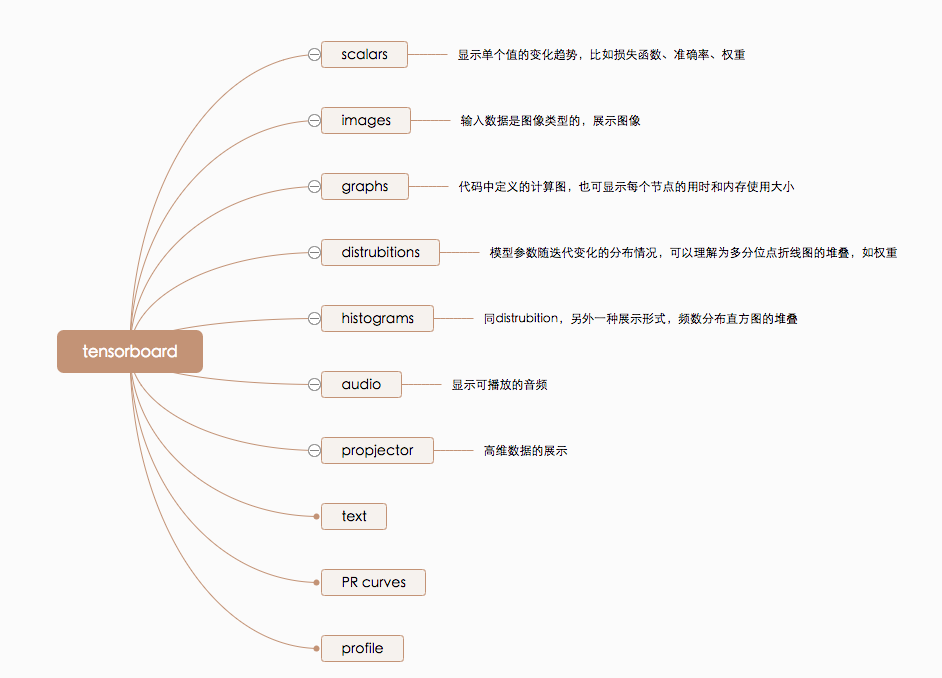 scalars 显示单个值的变化趋势，比如损失函数、准确率、权重
images 输入数据是图像类型的，展示图像
graphs 代码中定义的计算图，也可显示每个节点的用时和内存使用大小
distrubitions 模型参数随迭代变化的分布情况，可以理解为多分位点折线图的堆叠，如权重
histograms 同distrubition，另外一种展示形式，频数分布直方图的堆叠
tensorboard
audio 显示可播放的音频
propjector 高维数据的展示
text
PR curves
profile